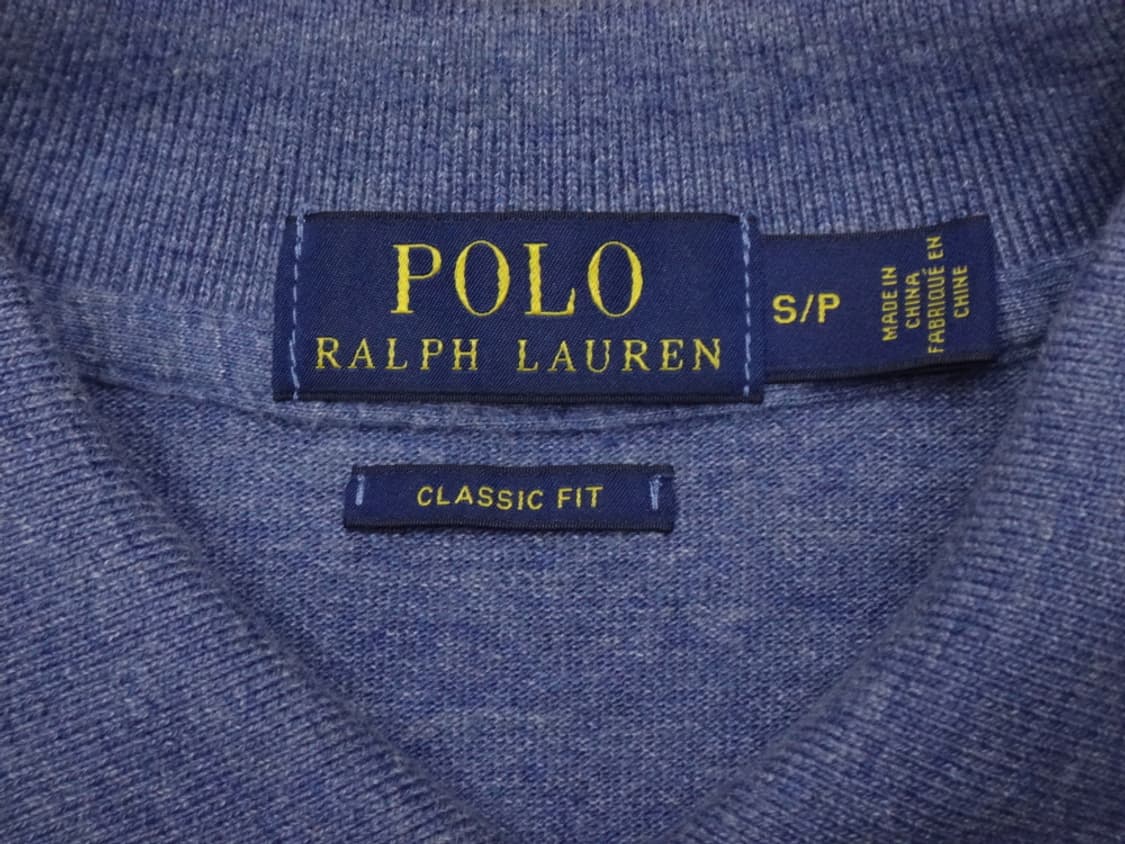 POLO
RALPH LAUREN
S/P
MADE IN
CHINA
FABRIQUÉ EN
CHINE
CLASSIC FIT